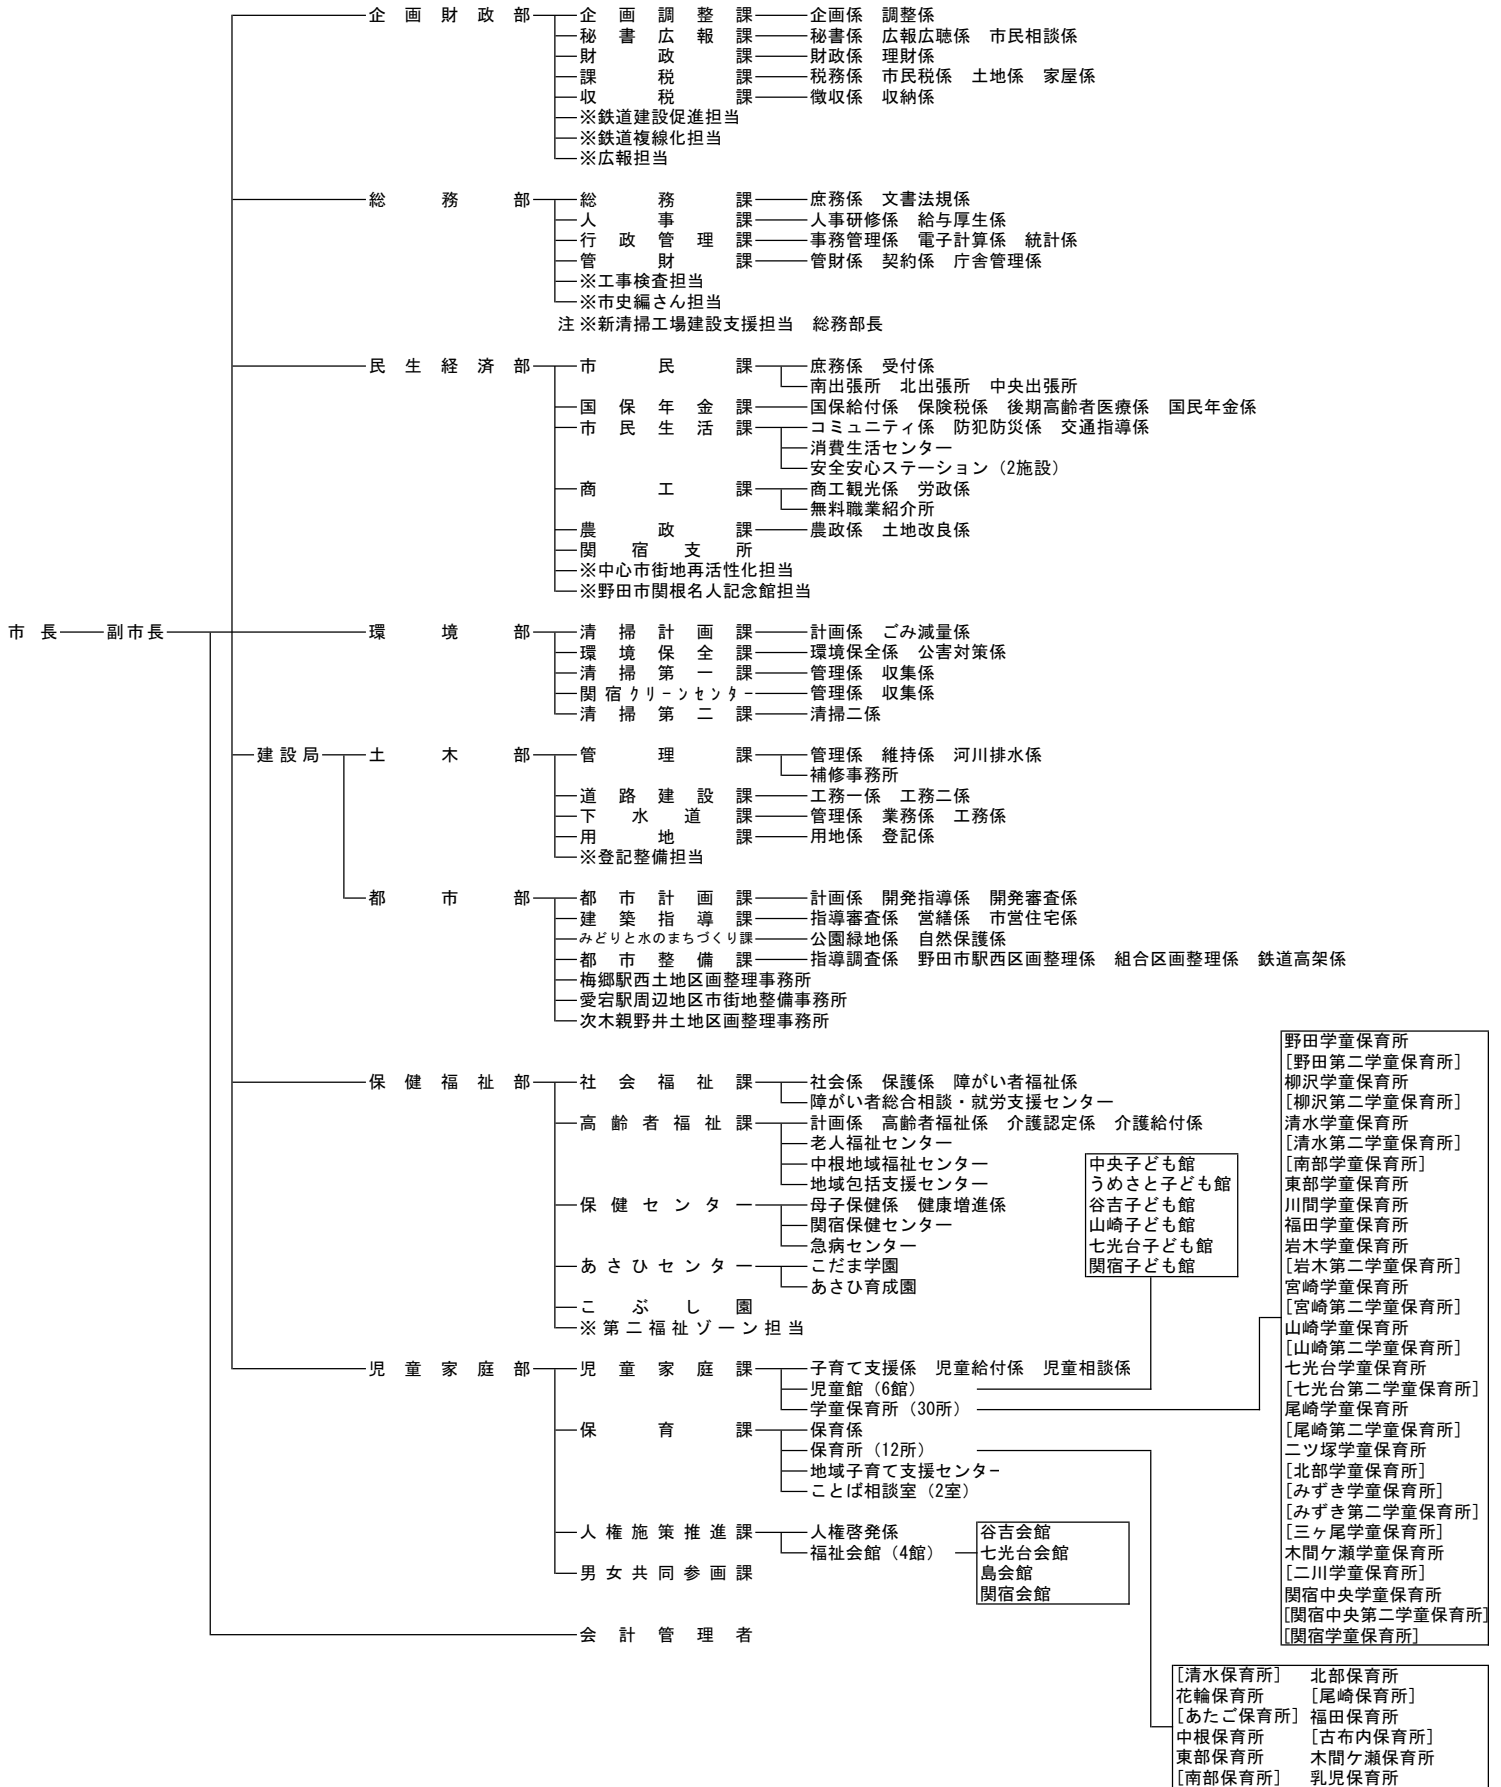 企画財政部 企画調整課 企画係 調整係
秘書広報課 秘書係 広報広聴係 市民相談係
財政課 財政係 理財係
課税課 税務係 市民税係 土地係 家屋係
収税課 徴収係 収納係
※鉄道建設促進担当
※鉄道複線化担当
※広報担当
総務部 総務課 庶務係 文書法規係
人事課 人事研修係 給与厚生係
行政管理課 事務管理係 電子計算係 統計係
管財課 管財係 契約係 庁舎管理係
※工事検査担当
※市史編さん担当
注 ※新清掃工場建設支援担当 総務部長
民生経済部 市民課 庶務係 受付係
南出張所 北出張所 中央出張所
国保年金課 国保給付係 保険税係 後期高齢者医療係 国民年金係
市民生活課 コミュニティ係 防犯防災係 交通指導係
消費生活センター
安全安心ステーション（2施設）
商工課 商工観光係 労政係
無料職業紹介所
農政課 農政係 土地改良係
関宿支所
※中心市街地再活性化担当
※野田市関根名人記念館担当
市長 副市長 環境部 清掃計画課 計画係 ごみ減量係
環境保全課 環境保全係 公害対策係
清掃第一課 管理係 収集係
関宿クリーンセンター 管理係 収集係
清掃第二課 清掃二係
建設局 土木部 管理課 管理係 維持係 河川排水係
補修事務所
道路建設課 工務一係 工務二係
下水道課 管理係 業務係 工務係
用地課 用地係 登記係
※登記整備担当
都市部 都市計画課 計画係 開発指導係 開発審査係
建築指導課 指導審査係 営繕係 市営住宅係
みどりと水のまちづくり課 公園緑地係 自然保護係
都市整備課 指導調査係 野田市駅西区画整理係 組合区画整理係 鉄道高架係
梅郷駅西土地区画整理事務所
愛宕駅周辺地区市街地整備事務所
次木親野井土地区画整理事務所
保健福祉部 社会福祉課 社会係 保護係 障がい者福祉係
障がい者総合相談・就労支援センター
高齢者福祉課 計画係 高齢者福祉係 介護認定係 介護給付係
老人福祉センター
中根地域福祉センター
地域包括支援センター
保健センター 母子保健係 健康増進係
関宿保健センター
急病センター
あさひセンター こだま学園
あさひ育成園
こぶし園
※第二福祉ゾーン担当
児童家庭部 児童家庭課 子育て支援係 児童給付係 児童相談係
児童館（6館）
学童保育所（30所）
保育課 保育係
保育所（12所）
地域子育て支援センター
ことば相談室（2室）
人権施策推進課 人権啓発係
福祉会館（4館）
男女共同参画課
谷吉会館
七光台会館
島会館
関宿会館
会計管理者
中央子ども館
うめさと子ども館
谷吉子ども館
山崎子ども館
七光台子ども館
関宿子ども館
野田学童保育所
[野田第二学童保育所]
柳沢学童保育所
[柳沢第二学童保育所]
清水学童保育所
[清水第二学童保育所]
[南部学童保育所]
東部学童保育所
川間学童保育所
福田学童保育所
岩木学童保育所
[岩木第二学童保育所]
宮崎学童保育所
[宮崎第二学童保育所]
山崎学童保育所
[山崎第二学童保育所]
七光台学童保育所
[七光台第二学童保育所]
尾崎学童保育所
[尾崎第二学童保育所]
二ツ塚学童保育所
[北部学童保育所]
[みずき学童保育所]
[みずき第二学童保育所]
[三ヶ尾学童保育所]
木間ケ瀬学童保育所
[二川学童保育所]
関宿中央学童保育所
[関宿中央第二学童保育所]
[関宿学童保育所]
[清水保育所] 北部保育所
花輪保育所 [尾崎保育所]
[あたご保育所] 福田保育所
中根保育所 [古布内保育所]
東部保育所 木間ケ瀬保育所
[南部保育所] 乳児保育所